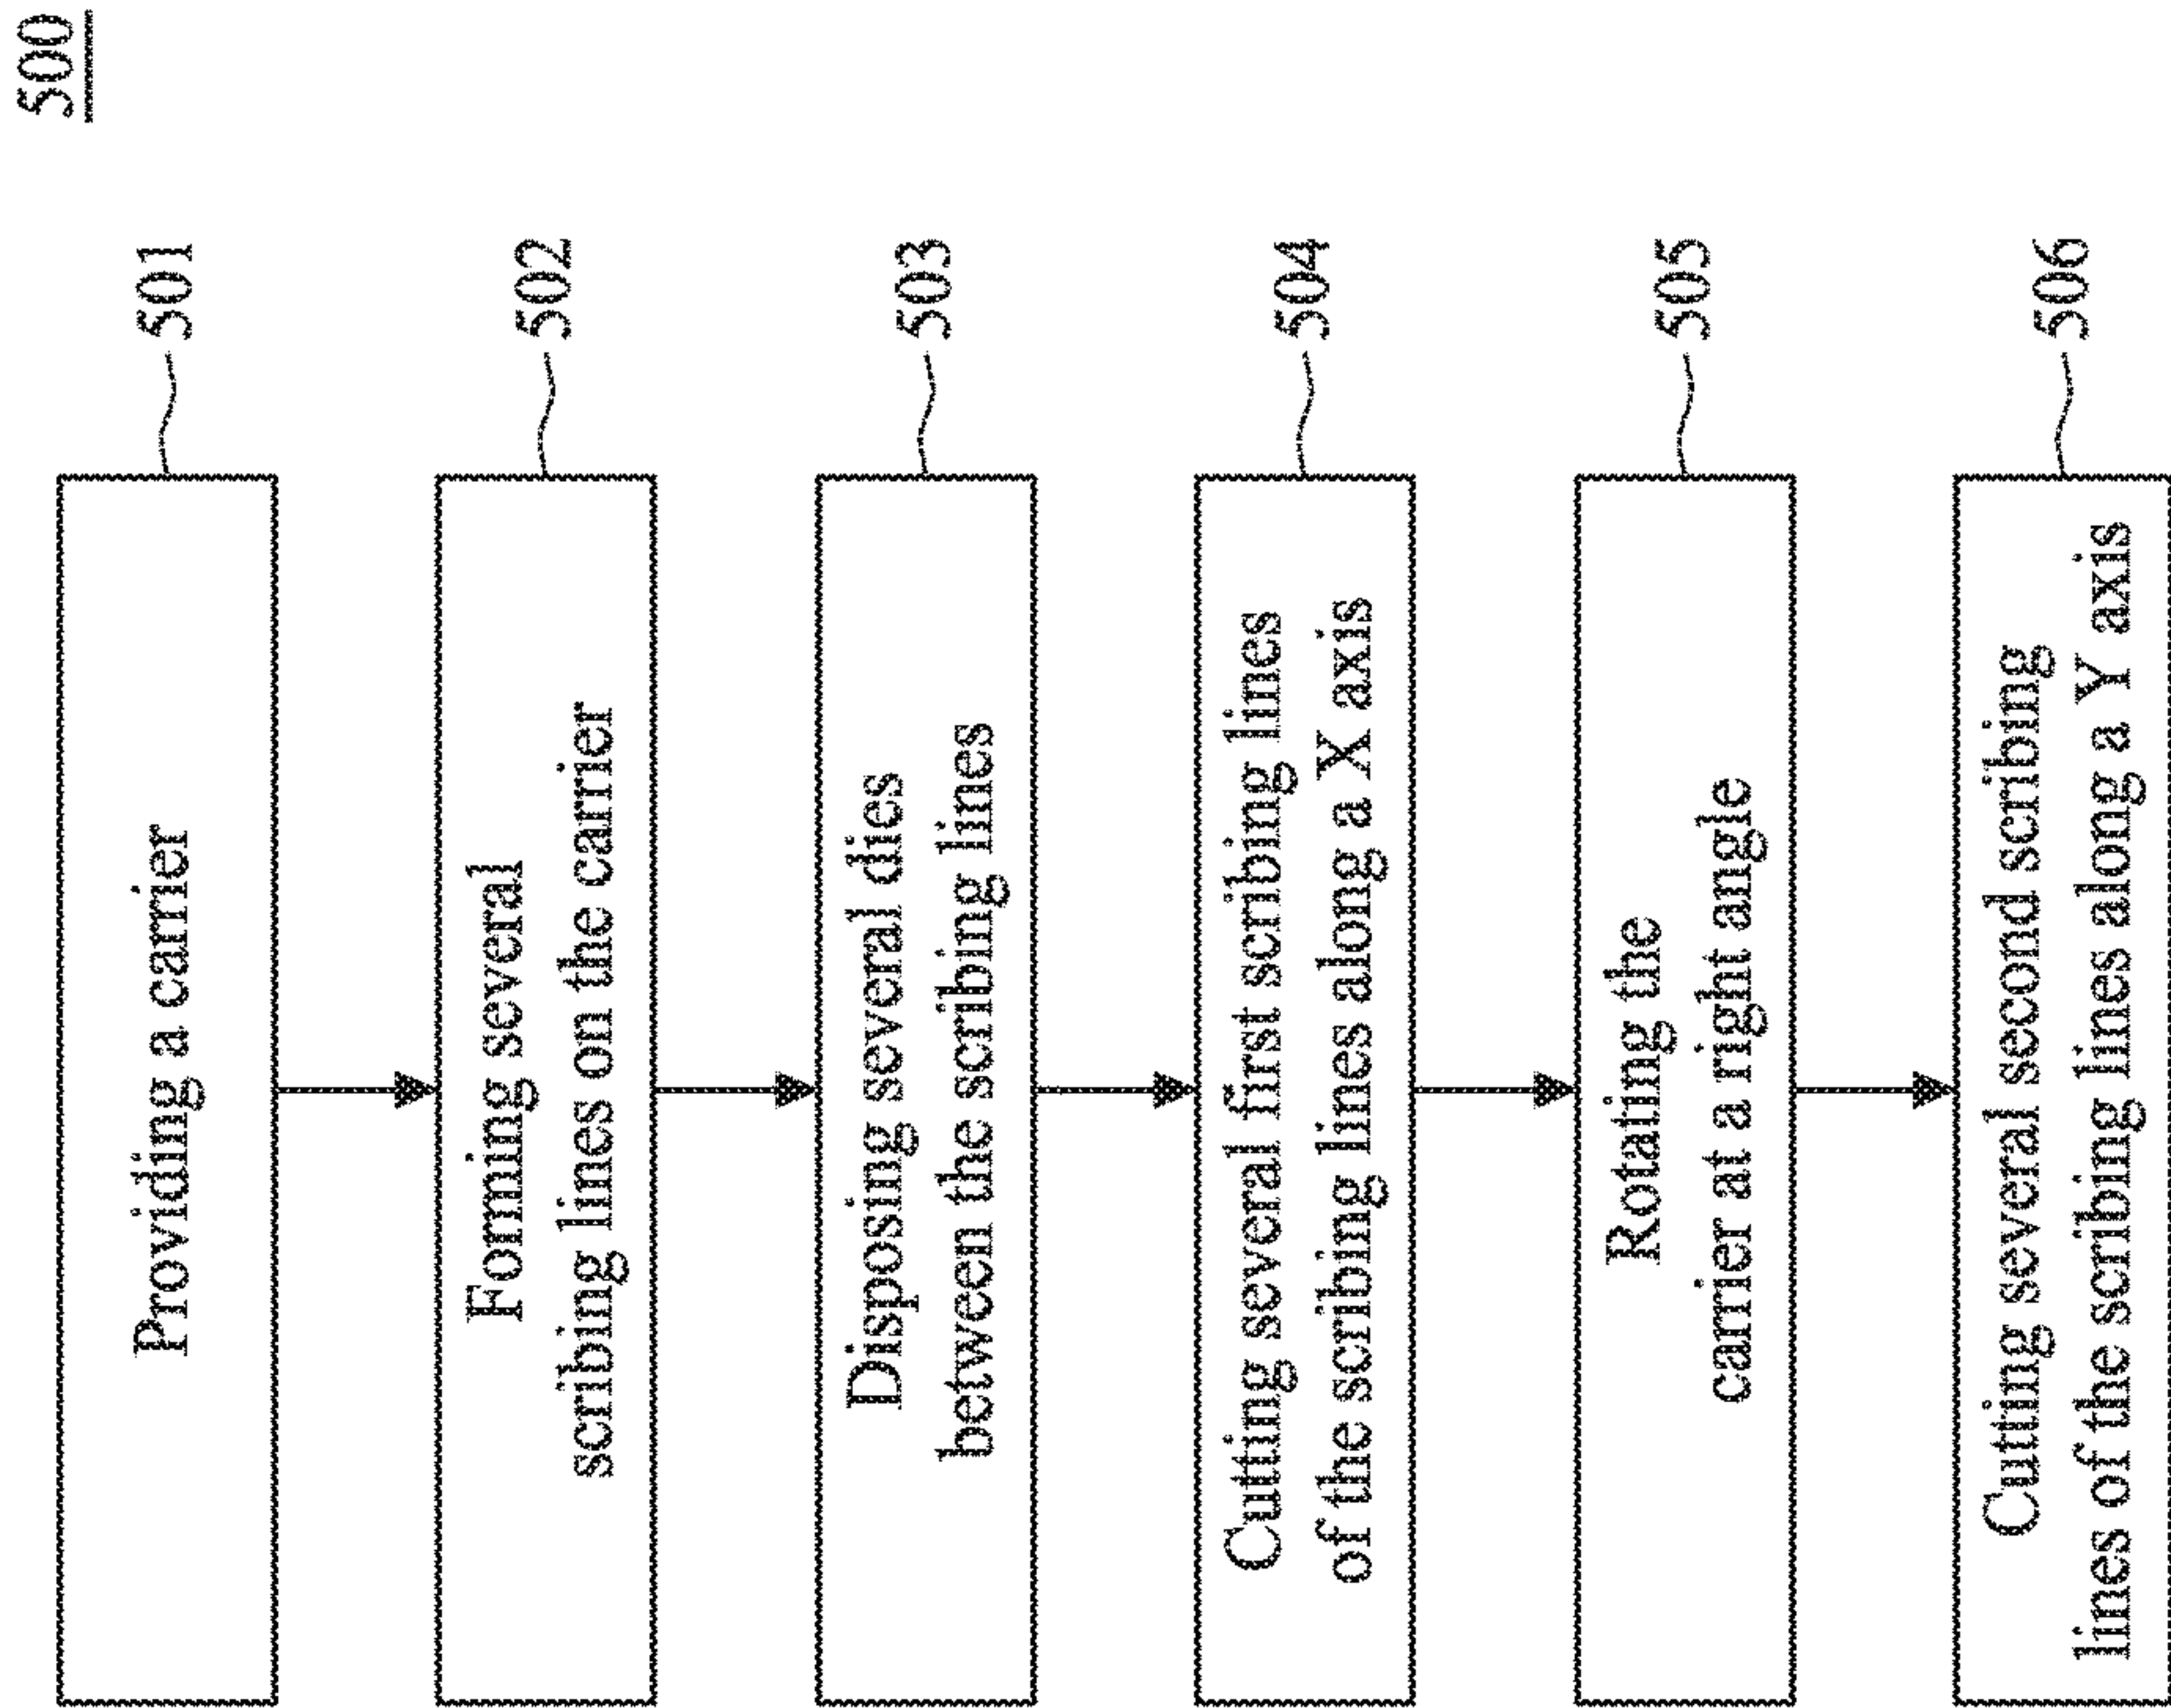 500
Providing a carrier
501
Forming several
scribing lines on the carrier
502
Disposing several dies
between the scribing lines
503
Cutting several first scribing lines
of the scribing lines along a X axis
504
Rotating the
carrier at a right angle
505
Cutting several second scribing
lines of the scribing lines along a Y axis
506